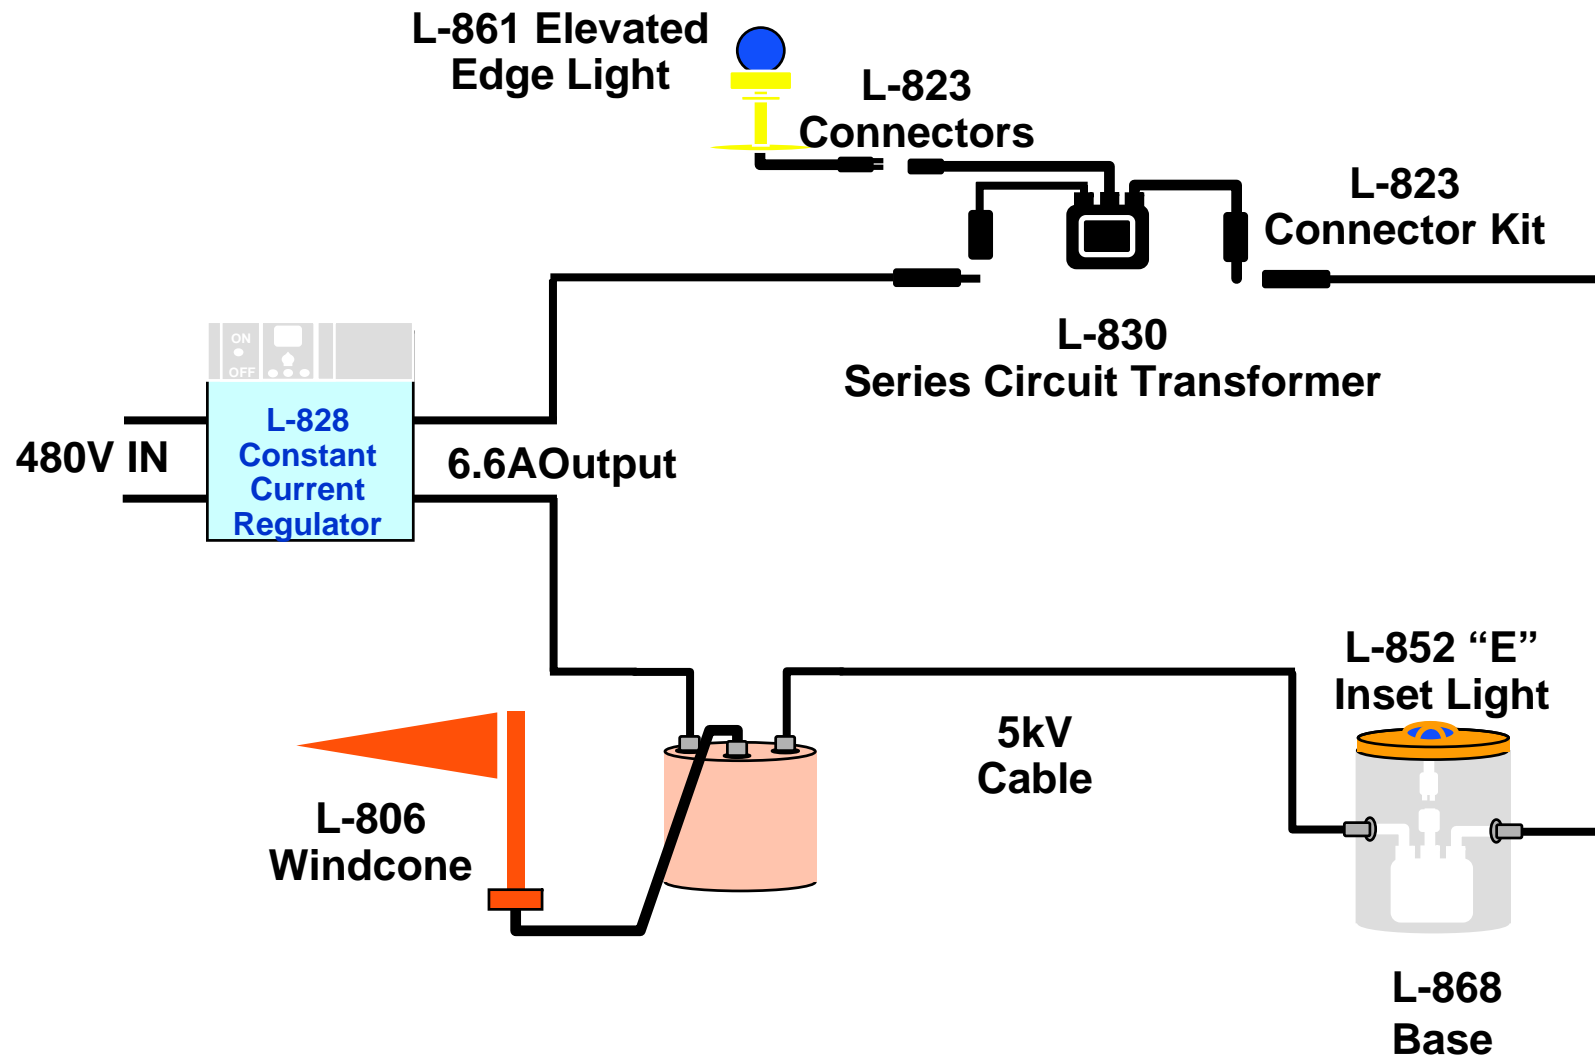 L-861 Elevated
Edge Light
L-823
Connectors
L-823
Connector Kit
L-830
Series Circuit Transformer
ON
OFF
L-828
Constant
Current
Regulator
480V IN
6.6AOutput
L-852 “E”
Inset Light
5kV
Cable
L-806
Windcone
L-868
Base